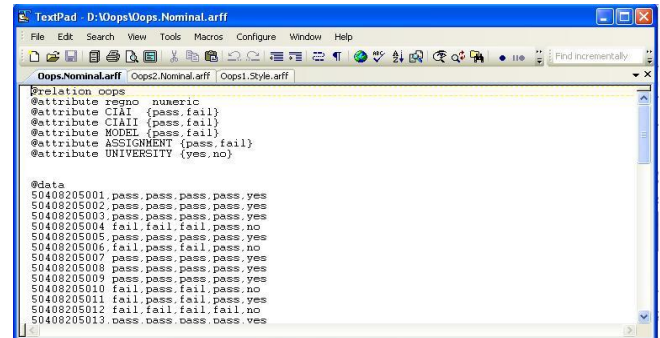 TextPad - D:\Oops\Oops.Nominal.arff
File Edit Search View Tools Macros Configure Window Help
Find incrementally
Oops.Nominal.arff Oops2.Nominal.arff Oops1.Style.arff
@relation oops
@attribute regno numeric
@attribute CIAI {pass,fail}
@attribute CIAII {pass,fail}
@attribute MODEL {pass,fail}
@attribute ASSIGNMENT {pass,fail}
@attribute UNIVERSITY {yes,no}
@data
50408205001,pass,pass,pass,pass,yes
50408205002,pass,pass,pass,pass,yes
50408205003,pass,pass,pass,pass,yes
50408205004,fail,fail,fail,pass,no
50408205005,pass,pass,pass,pass,yes
50408205006,fail,pass,fail,pass,no
50408205007,pass,pass,pass,pass,yes
50408205008,pass,pass,pass,pass,yes
50408205009,pass,pass,pass,pass,yes
50408205010,fail,pass,fail,pass,no
50408205011,fail,fail,pass,pass,yes
50408205012,fail,fail,fail,fail,no
50408205013,pass,pass,pass,pass,yes